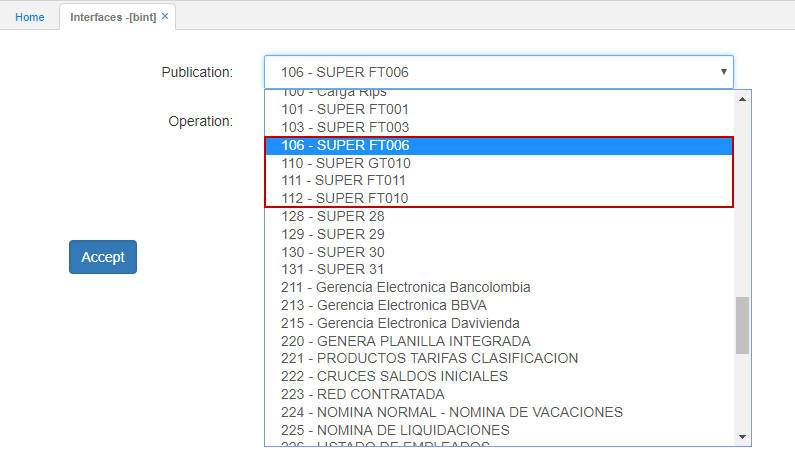 Home
Interfaces -[bint] ×
Publication:
106 - SUPER FT006
Operation:
100 - Carga Rips
101 - SUPER FT001
103 - SUPER FT003
106 - SUPER FT006
110 - SUPER GT010
111 - SUPER FT011
112 - SUPER FT010
128 - SUPER 28
129 - SUPER 29
130 - SUPER 30
131 - SUPER 31
211 - Gerencia Electronica Bancolombia
213 - Gerencia Electronica BBVA
215 - Gerencia Electronica Davivienda
220 - GENERA PLANILLA INTEGRADA
221 - PRODUCTOS TARIFAS CLASIFICACION
222 - CRUCES SALDOS INICIALES
223 - RED CONTRATADA
224 - NOMINA NORMAL - NOMINA DE VACACIONES
225 - NOMINA DE LIQUIDACIONES
226 - LISTADO DE EMPLEADOS
Accept